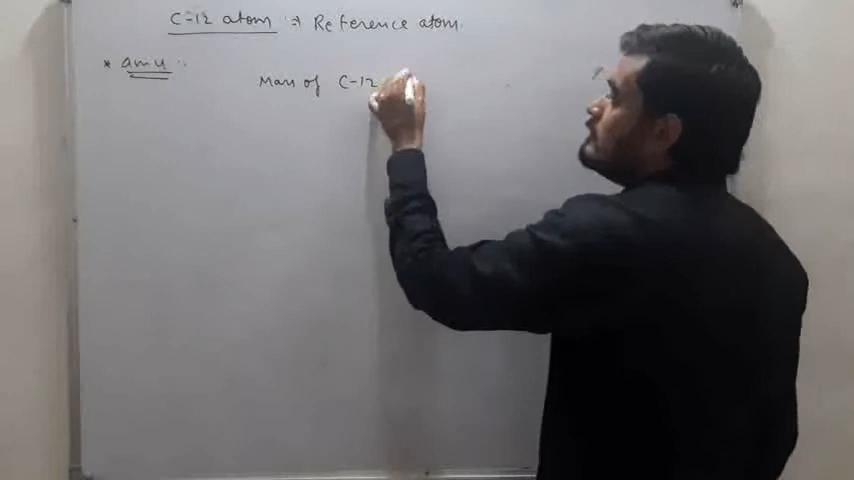 C-12 atom :→ Reference atom.
* amu :-
Mass of C-12